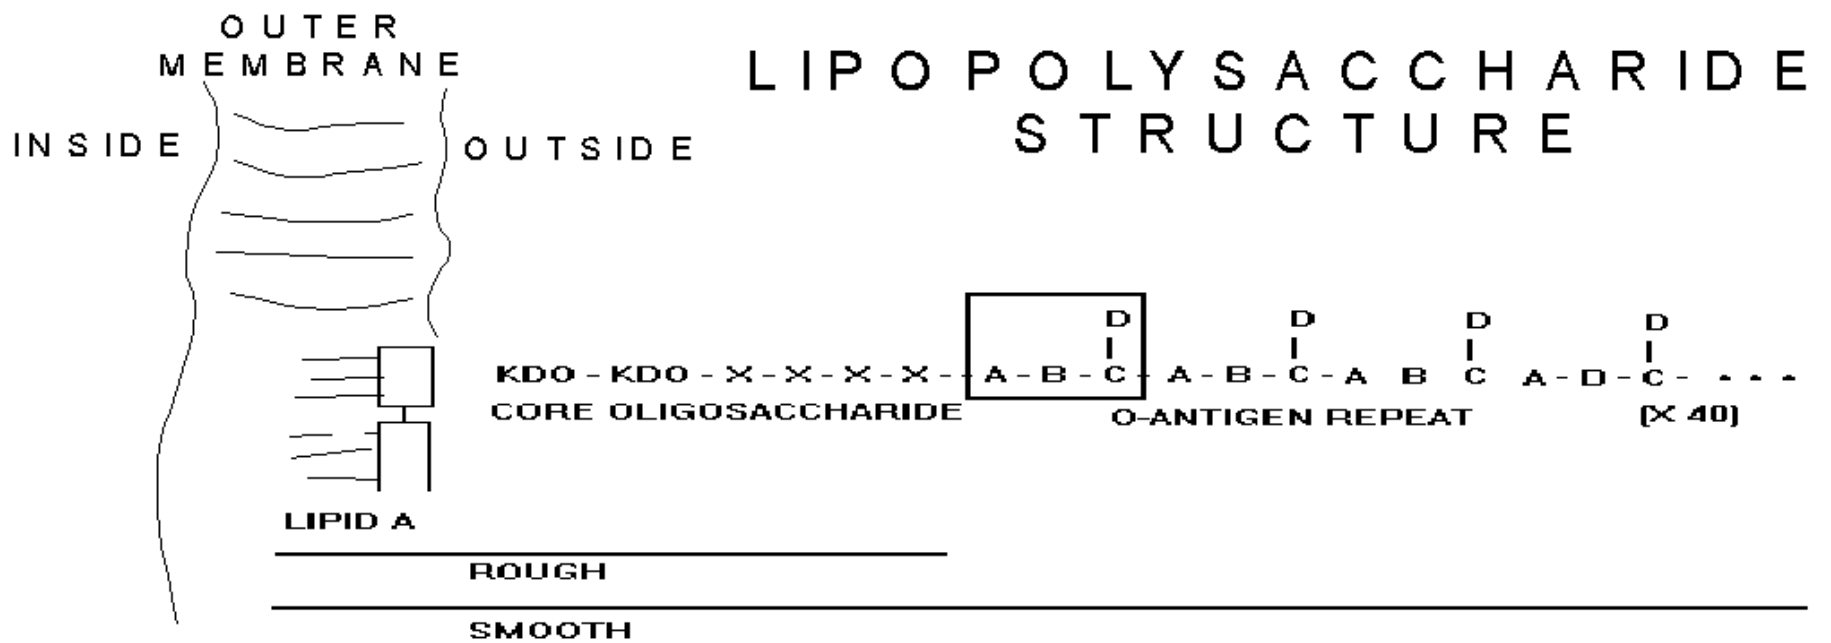 OUTER
MEMBRANE
LIPOPOLYSACCHARIDE
STRUCTURE
INSIDE
OUTSIDE
D D D D
KDO - KDO - X - X - X - X - A - B - C - A - B - C - A B C A - D - C - - - -
CORE OLIGOSACCHARIDE
O-ANTIGEN REPEAT
(X 40)
LIPID A
ROUGH
SMOOTH